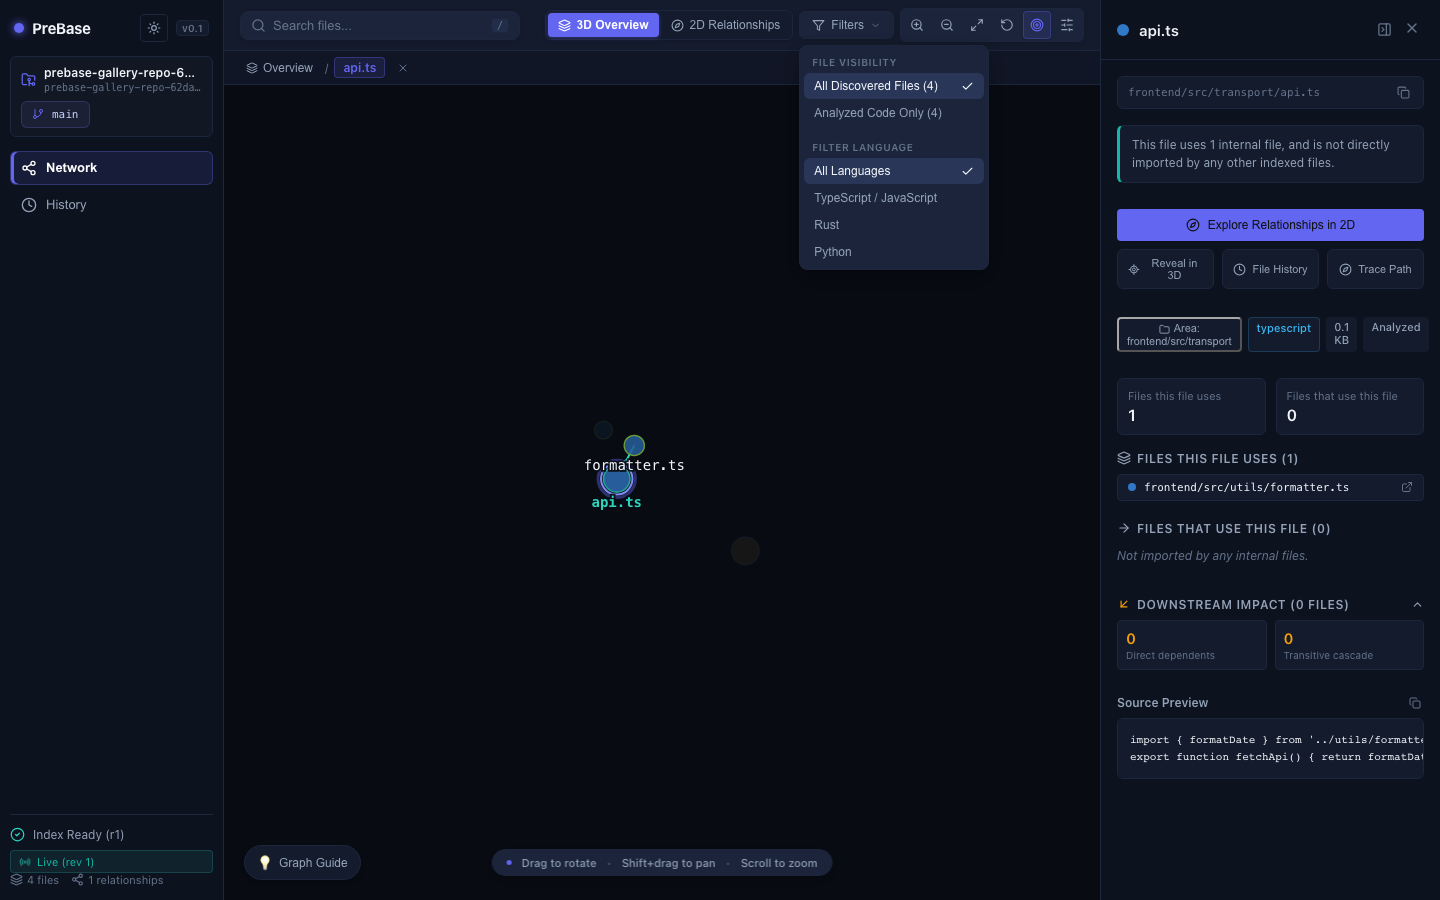 PreBase
v0.1
prebase-gallery-repo-6...
prebase-gallery-repo-62da...
main
Network
History
Index Ready (r1)
Live (rev 1)
4 files
1 relationships
Search files...
/
3D Overview
2D Relationships
Filters
Overview / api.ts
FILE VISIBILITY
All Discovered Files (4)
Analyzed Code Only (4)
FILTER LANGUAGE
All Languages
TypeScript / JavaScript
Rust
Python
formatter.ts
api.ts
Graph Guide
Drag to rotate - Shift+drag to pan - Scroll to zoom
api.ts
frontend/src/transport/api.ts
This file uses 1 internal file, and is not directly
imported by any other indexed files.
Explore Relationships in 2D
Reveal in
3D
File History
Trace Path
Area:
frontend/src/transport
typescript
0.1
KB
Analyzed
Files this file uses
1
Files that use this file
0
FILES THIS FILE USES (1)
frontend/src/utils/formatter.ts
FILES THAT USE THIS FILE (0)
Not imported by any internal files.
DOWNSTREAM IMPACT (0 FILES)
0
Direct dependents
0
Transitive cascade
Source Preview
import { formatDate } from '../utils/formatte
export function fetchApi() { return formatDat